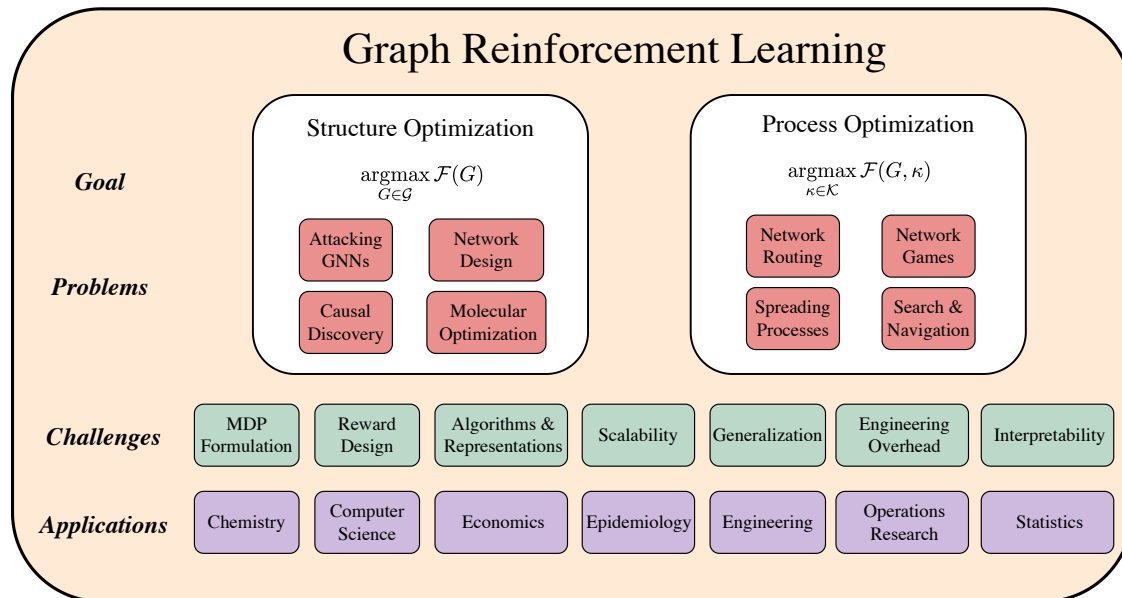 Graph Reinforcement Learning
Structure Optimization
Process Optimization
Goal
argmax F(G)
G∈G
argmax F(G, κ)
κ∈K
Problems
Attacking
GNNs
Network
Design
Causal
Discovery
Molecular
Optimization
Network
Routing
Network
Games
Spreading
Processes
Search &
Navigation
Challenges
MDP
Formulation
Reward
Design
Algorithms &
Representations
Scalability
Generalization
Engineering
Overhead
Interpretability
Applications
Chemistry
Computer
Science
Economics
Epidemiology
Engineering
Operations
Research
Statistics